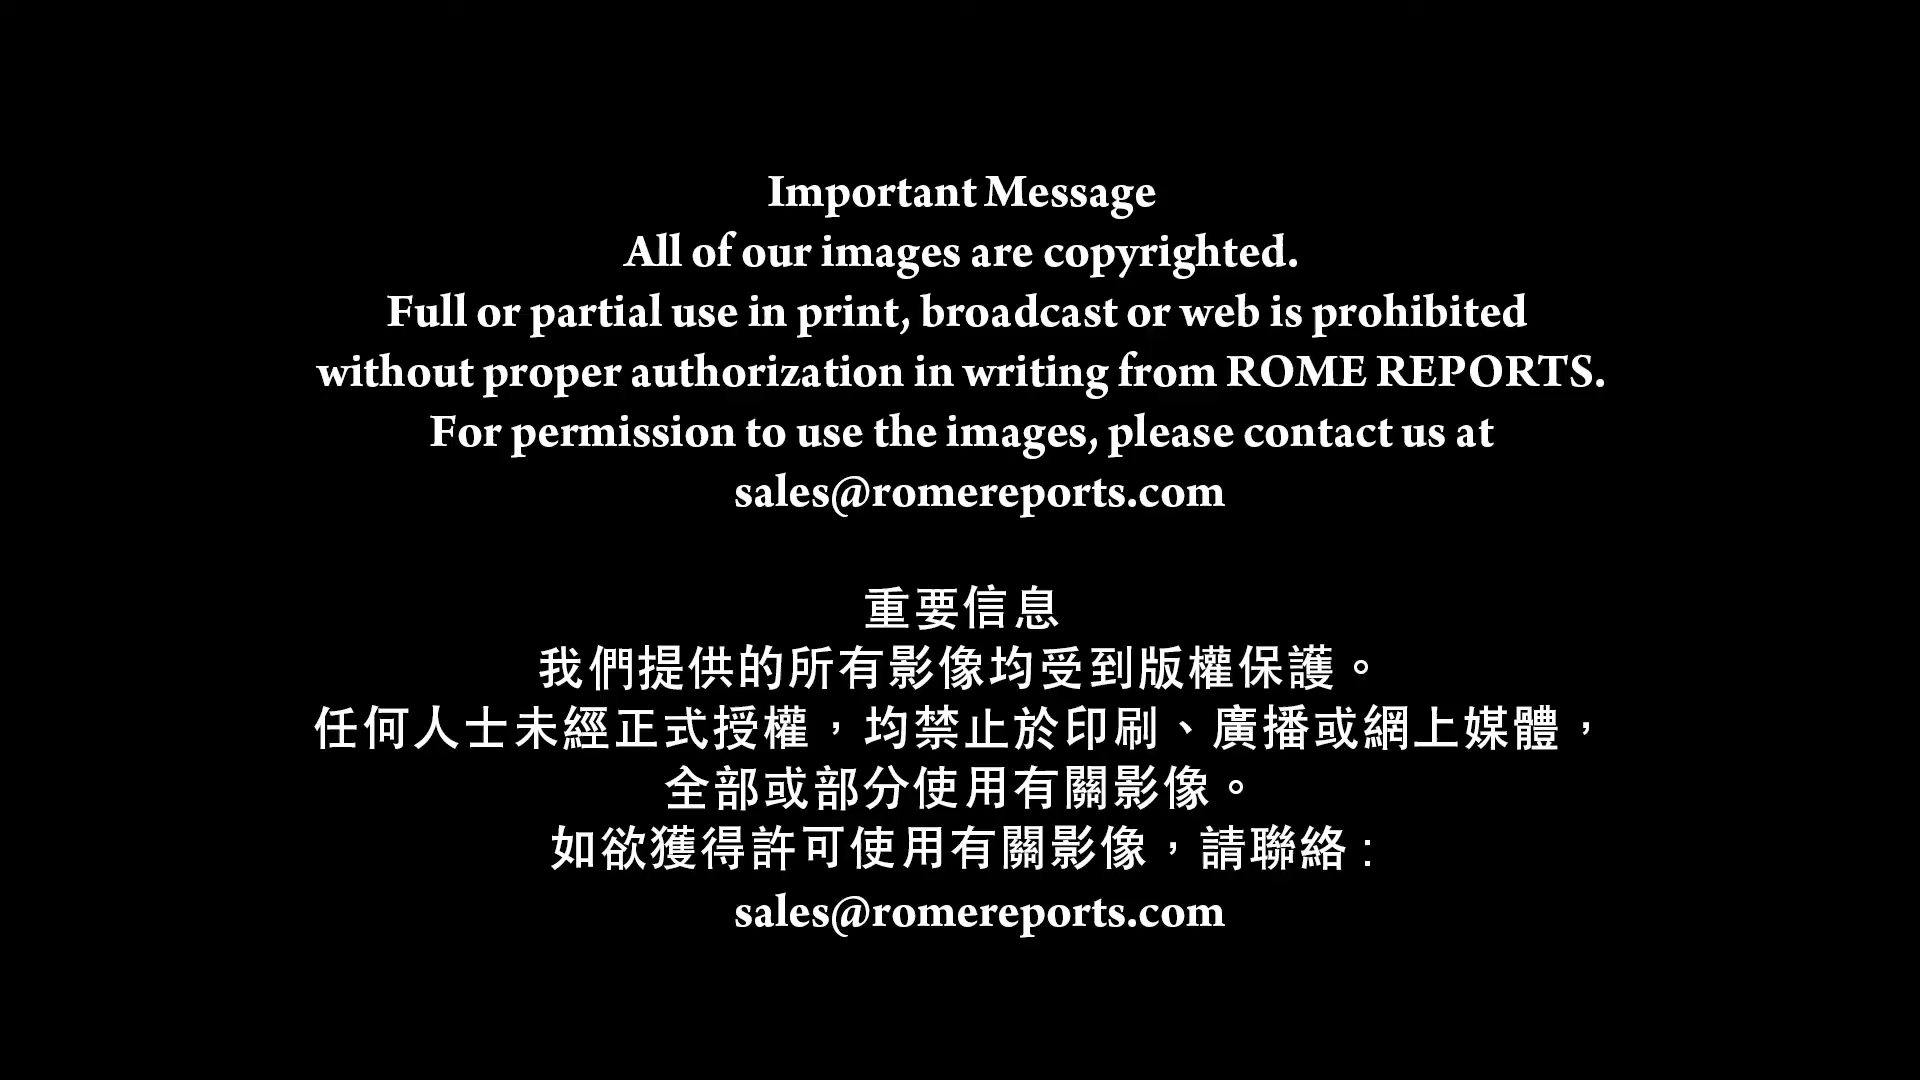 Important Message
All of our images are copyrighted.
Full or partial use in print, broadcast or web is prohibited
without proper authorization in writing from ROME REPORTS.
For permission to use the images, please contact us at
sales@romereports.com
重要信息
我們提供的所有影像均受到版權保護。
任何人士未經正式授權，均禁止於印刷、廣播或網上媒體，
全部或部分使用有關影像。
如欲獲得許可使用有關影像，請聯絡 :
sales@romereports.com